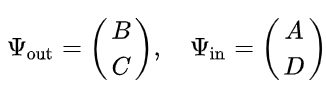 Ψ_out = (B C), Ψ_in = (A D)